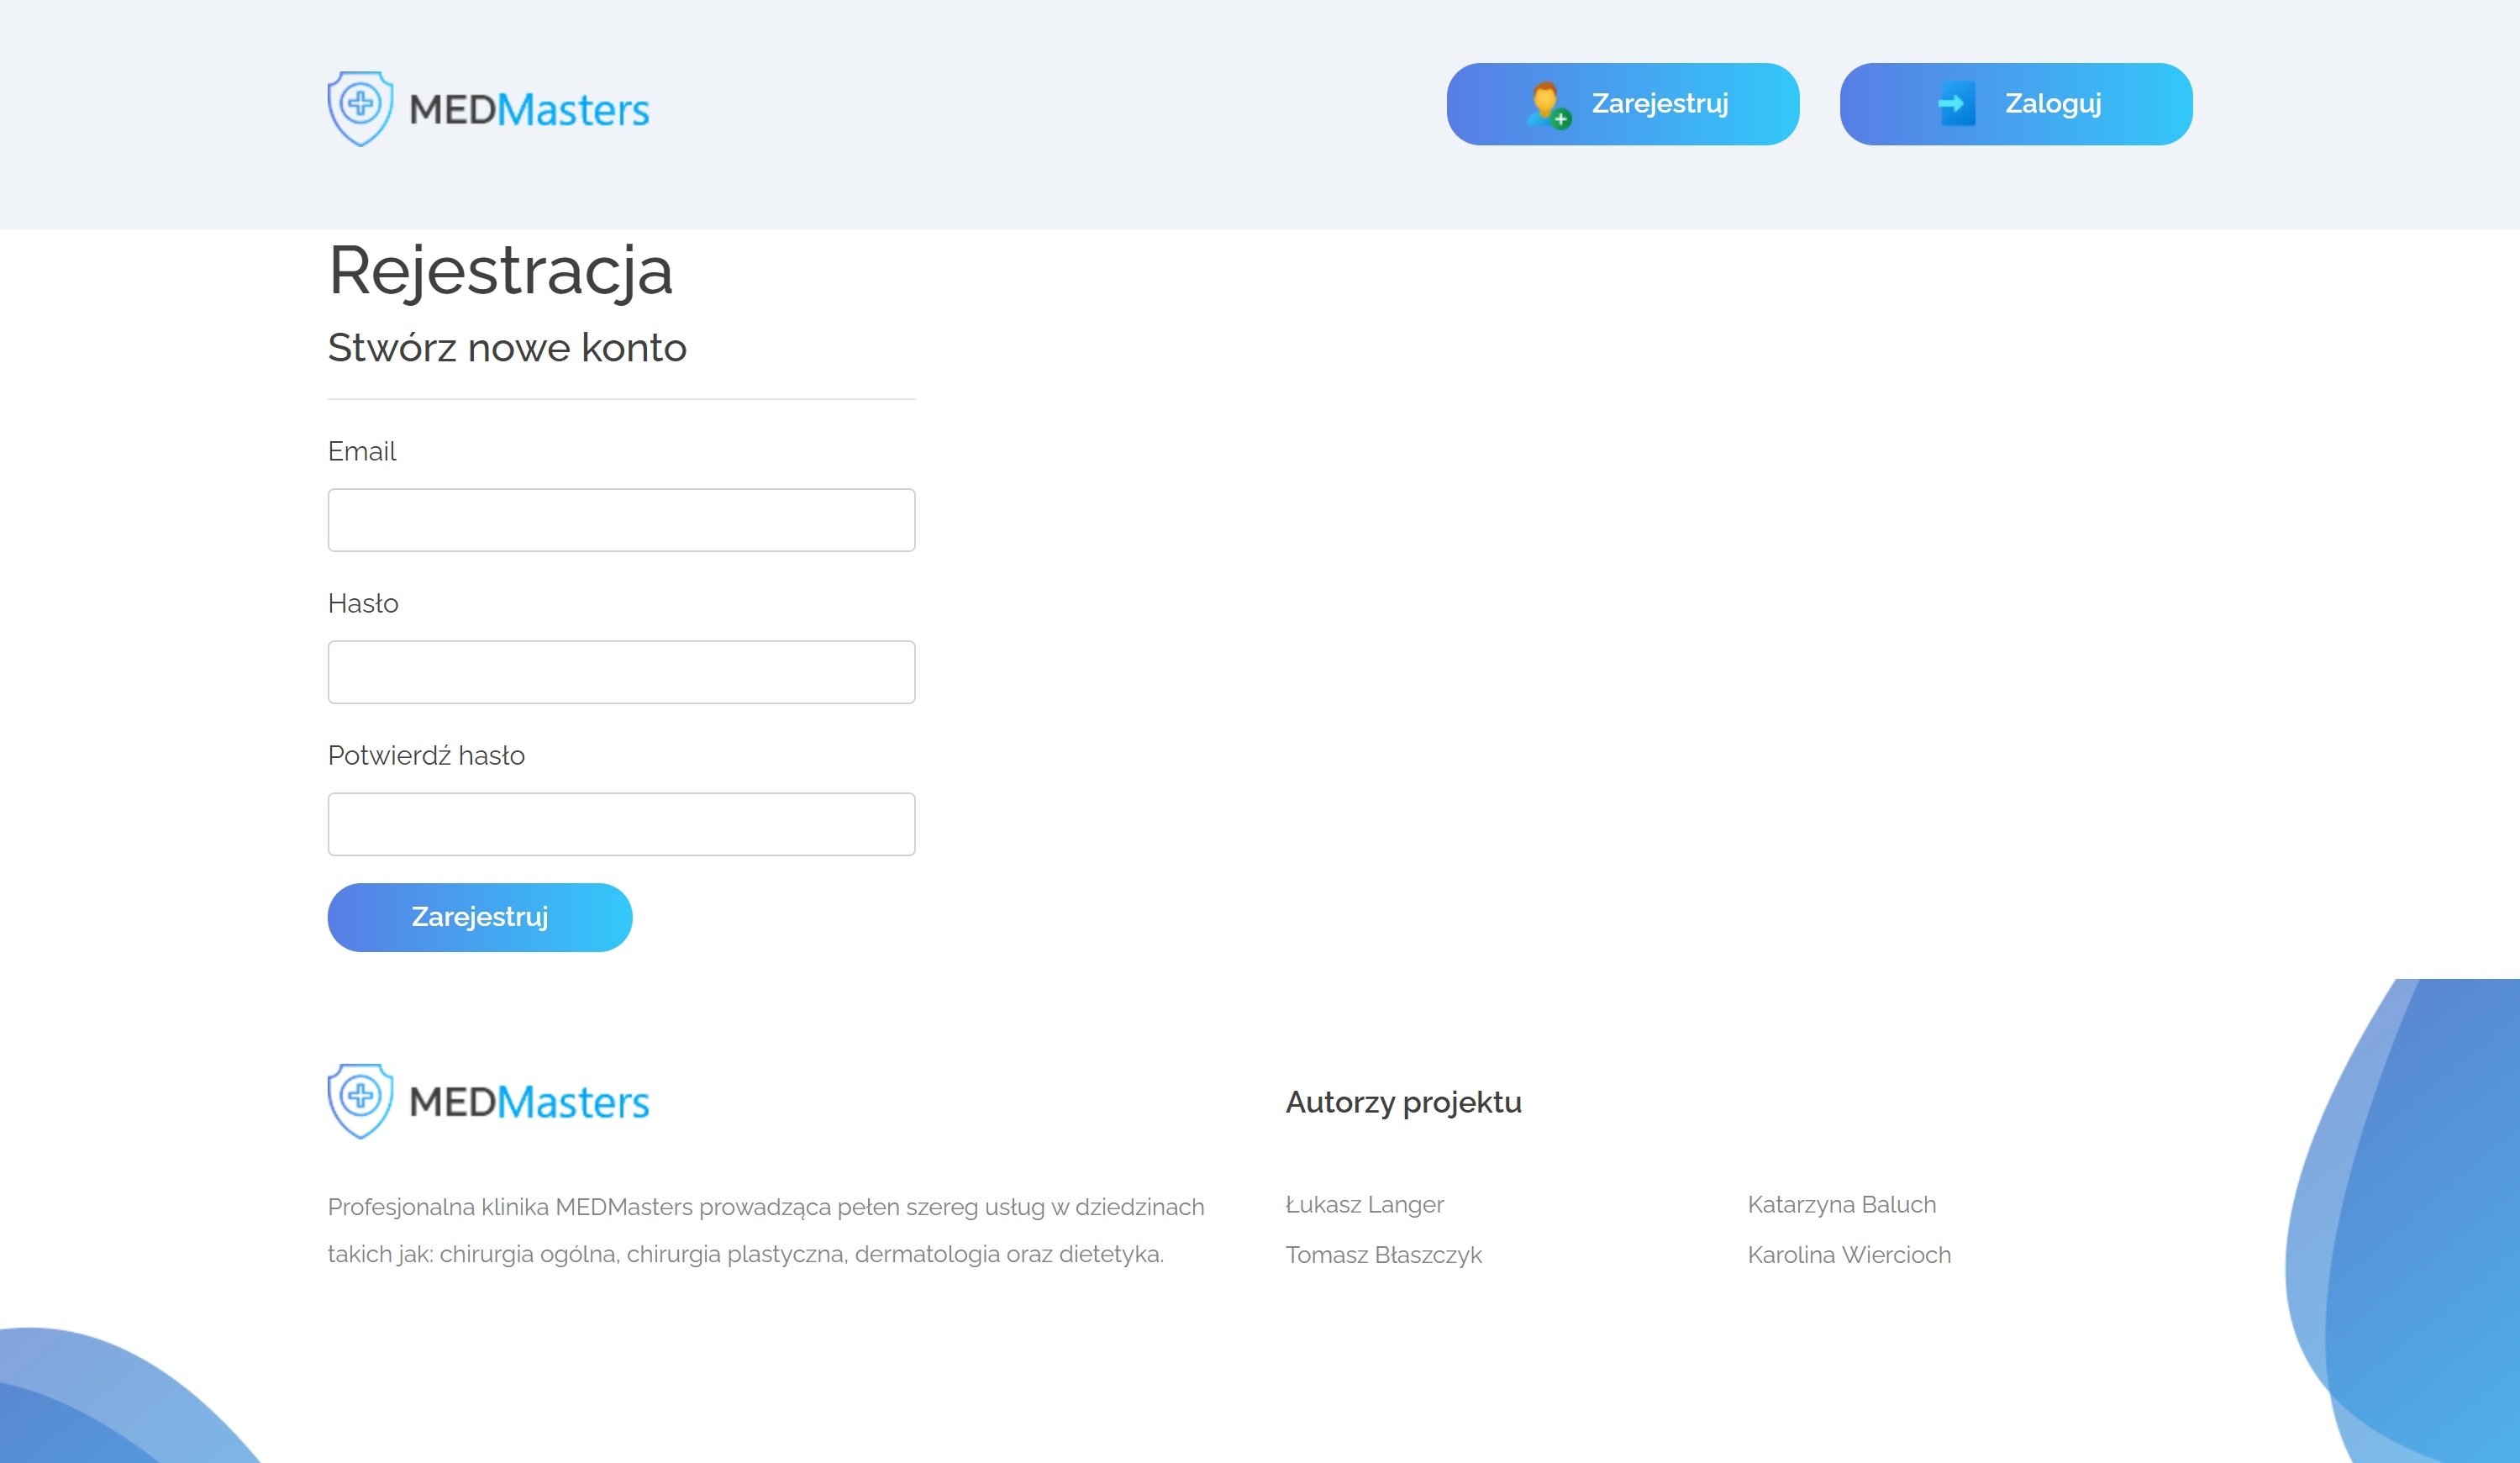 MEDMasters
Zarejestruj
Zaloguj
Rejestracja
Stwórz nowe konto
Email
Hasło
Potwierdź hasło
Zarejestruj
MEDMasters
Profesjonalna klinika MEDMasters prowadząca pełen szereg usług w dziedzinach
takich jak: chirurgia ogólna, chirurgia plastyczna, dermatologia oraz dietetyka.
Autorzy projektu
Łukasz Langer
Katarzyna Baluch
Tomasz Błaszczyk
Karolina Wiercioch